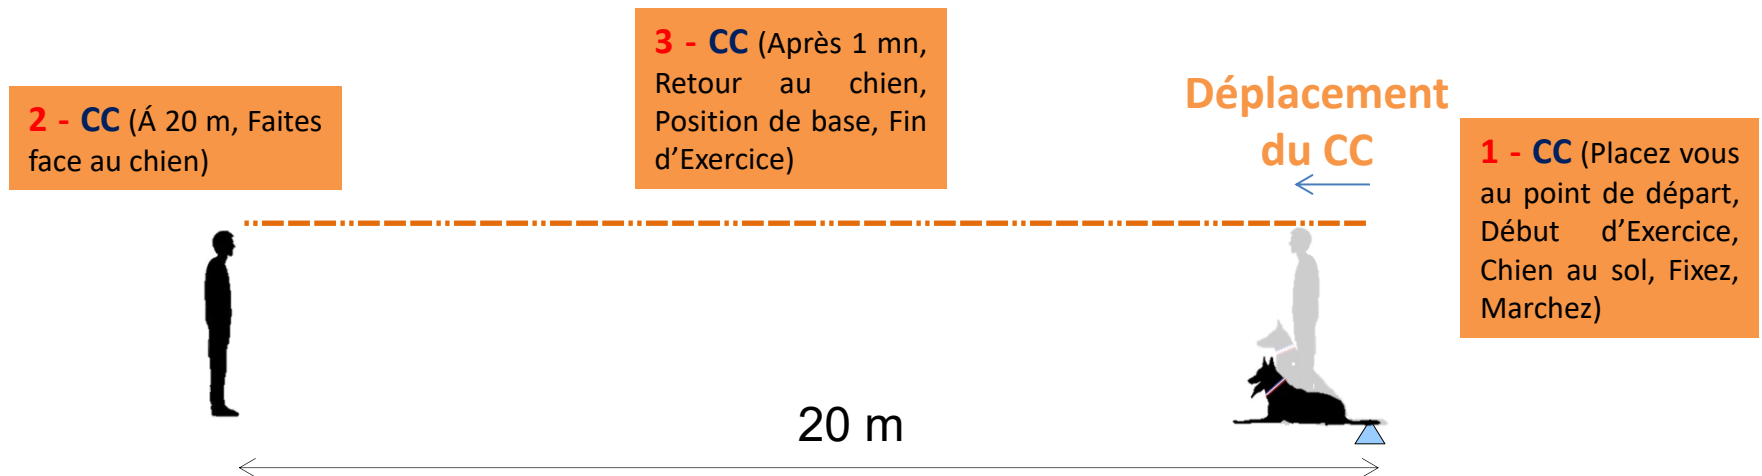 2 - CC (Á 20 m, Faites
face au chien)
3 - CC (Après 1 mn,
Retour au chien,
Position de base, Fin
d’Exercice)
Déplacement
du CC
1 - CC (Placez vous
au point de départ,
Début d’Exercice,
Chien au sol, Fixez,
Marchez)
20 m